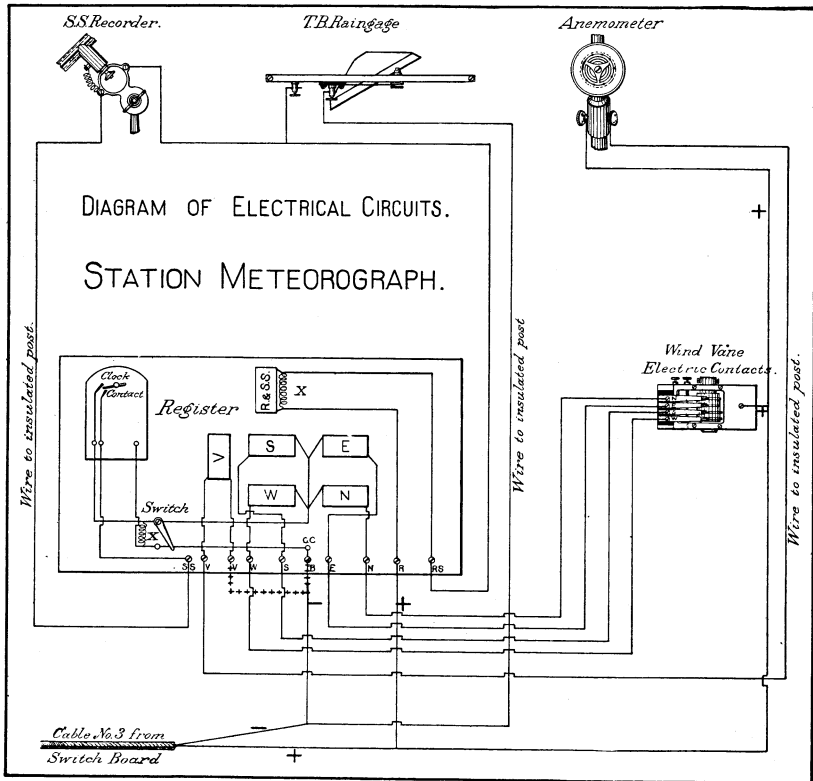 S.S Recorder.
T.B. Raingage
Anemometer
DIAGRAM OF ELECTRICAL CIRCUITS.
STATION METEOROGRAPH.
+
Wire to insulated post.
Wire to insulated post
Wire to insulated post.
Wind Vane
Electric Contacts.
+
Clock
Contact
Register
R. & S.S.
X
V
S
E
W
N
Switch
X
G.C
S S
V
V
W
S
B
E
N
R
RS
−
+
Cable No. 3 from
Switch Board
−
+